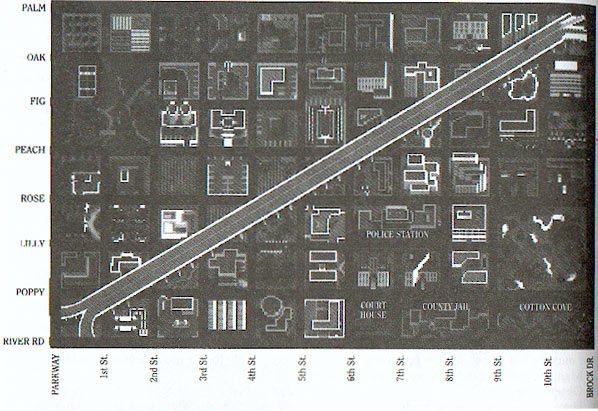 PALM
OAK
FIG
PEACH
ROSE
LILLY
POPPY
RIVER RD
POLICE STATION
COURT
HOUSE
COUNTY JAIL
COTTON COVE
PARKWAY
1st St.
2nd St.
3rd St.
4th St.
5th St.
6th St.
7th St.
8th St.
9th St.
10th St.
BROCK DR.